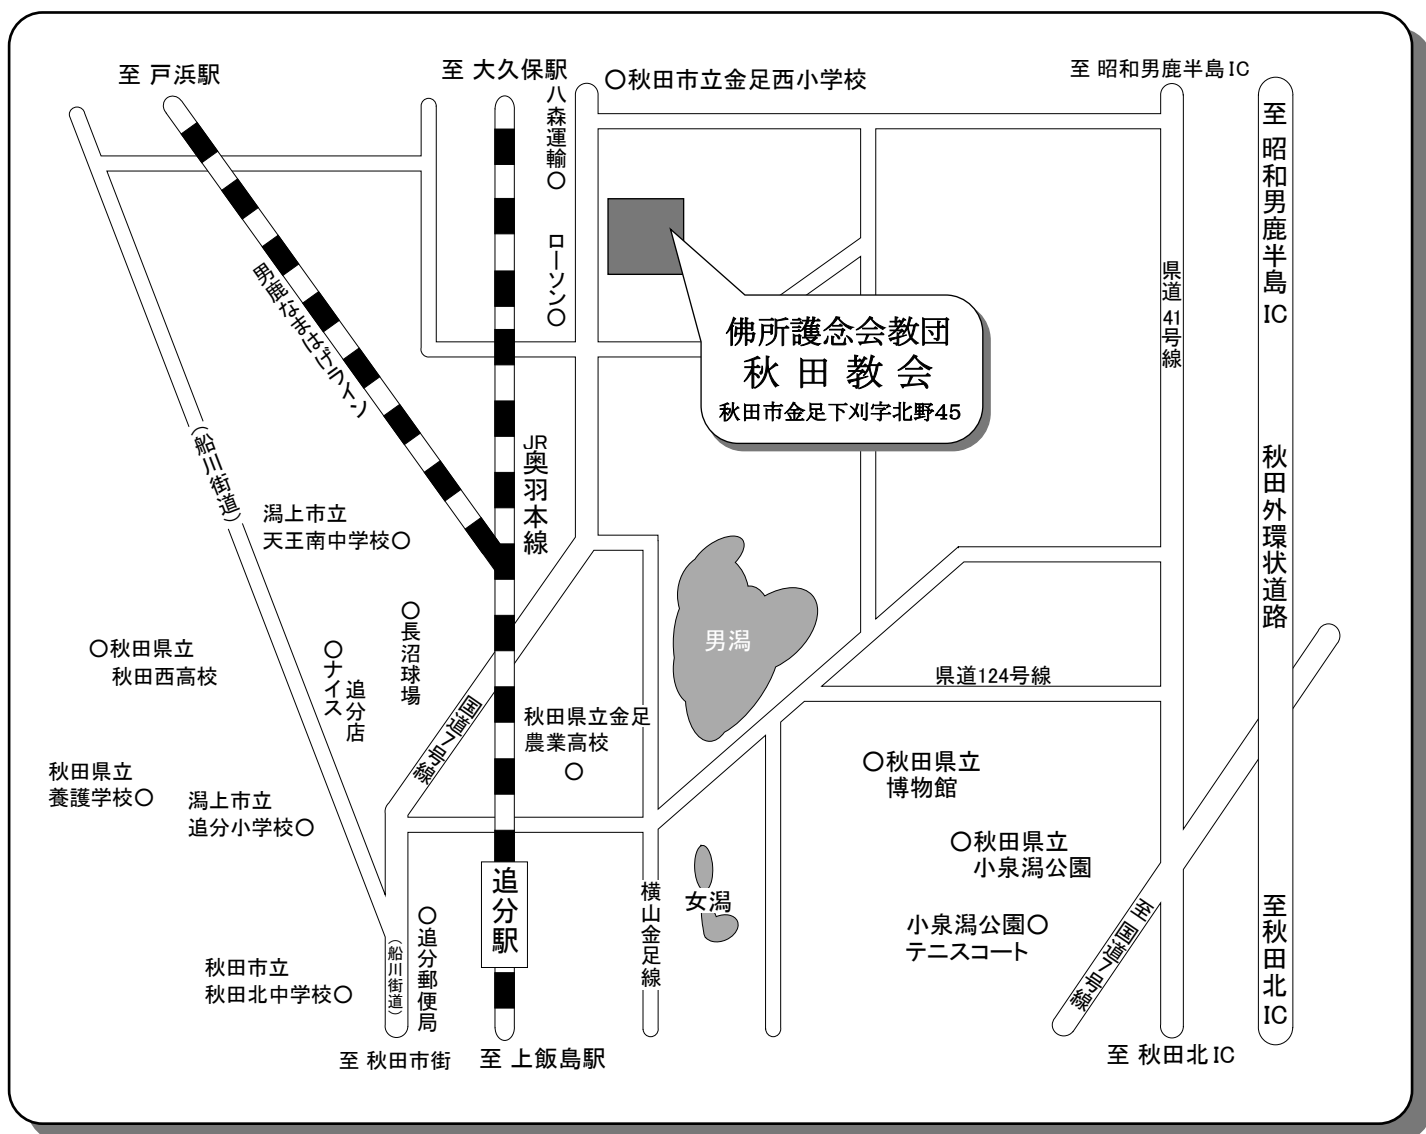 至 戸浜駅
至 大久保駅
八森運輸
秋田市立金足西小学校
至 昭和男鹿半島IC
至 昭和男鹿半島IC
ローソン
男鹿なまはげライン
佛所護念会教団
秋田教会
秋田市金足下刈字北野45
県道41号線
(船川街道)
JR奥羽本線
秋田外環状道路
潟上市立
天王南中学校
長沼球場
男潟
秋田県立
秋田西高校
ナイス
追分店
県道124号線
国道7号線
秋田県立金足
農業高校
秋田県立
養護学校
潟上市立
追分小学校
秋田県立
博物館
秋田県立
小泉潟公園
追分駅
横山金足線
女潟
小泉潟公園
テニスコート
至 国道7号線
至秋田北IC
追分郵便局
(船川街道)
秋田市立
秋田北中学校
至 秋田市街
至 上飯島駅
至 秋田北IC